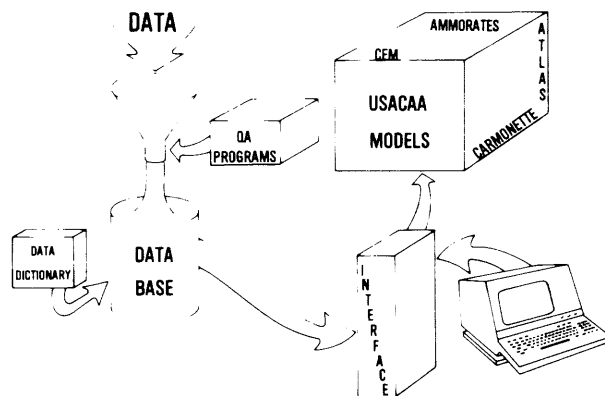 DATA
AMMORATES
CEM
ATLAS
USACAA
MODELS
CARMONETTE
QA
PROGRAMS
DATA
DICTIONARY
DATA
BASE
INTERFACE